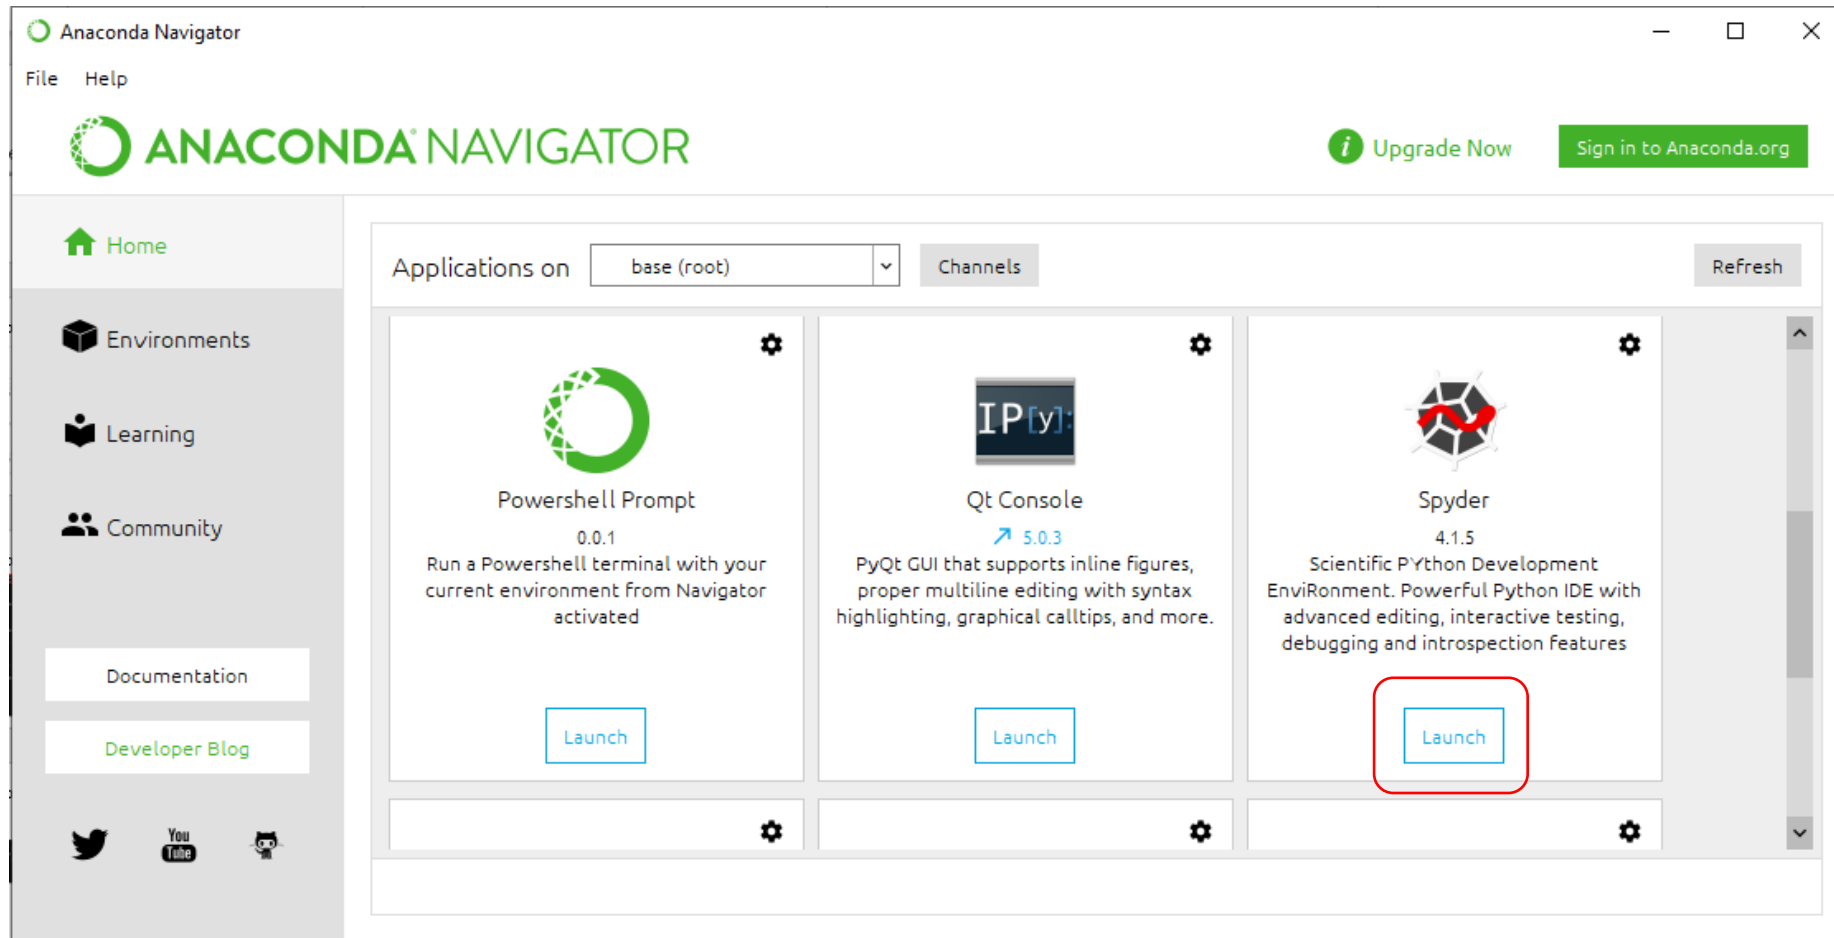 Anaconda Navigator
File Help
ANACONDA NAVIGATOR
i Upgrade Now
Sign in to Anaconda.org
Home
Environments
Learning
Community
Documentation
Developer Blog
You
Tube
Applications on base (root) Channels Refresh
Powershell Prompt
0.0.1
Run a Powershell terminal with your
current environment from Navigator
activated
Launch
IP[y]:
Qt Console
5.0.3
PyQt GUI that supports inline figures,
proper multiline editing with syntax
highlighting, graphical calltips, and more.
Launch
Spyder
4.1.5
Scientific PYthon Development
EnviRonment. Powerful Python IDE with
advanced editing, interactive testing,
debugging and introspection features
Launch